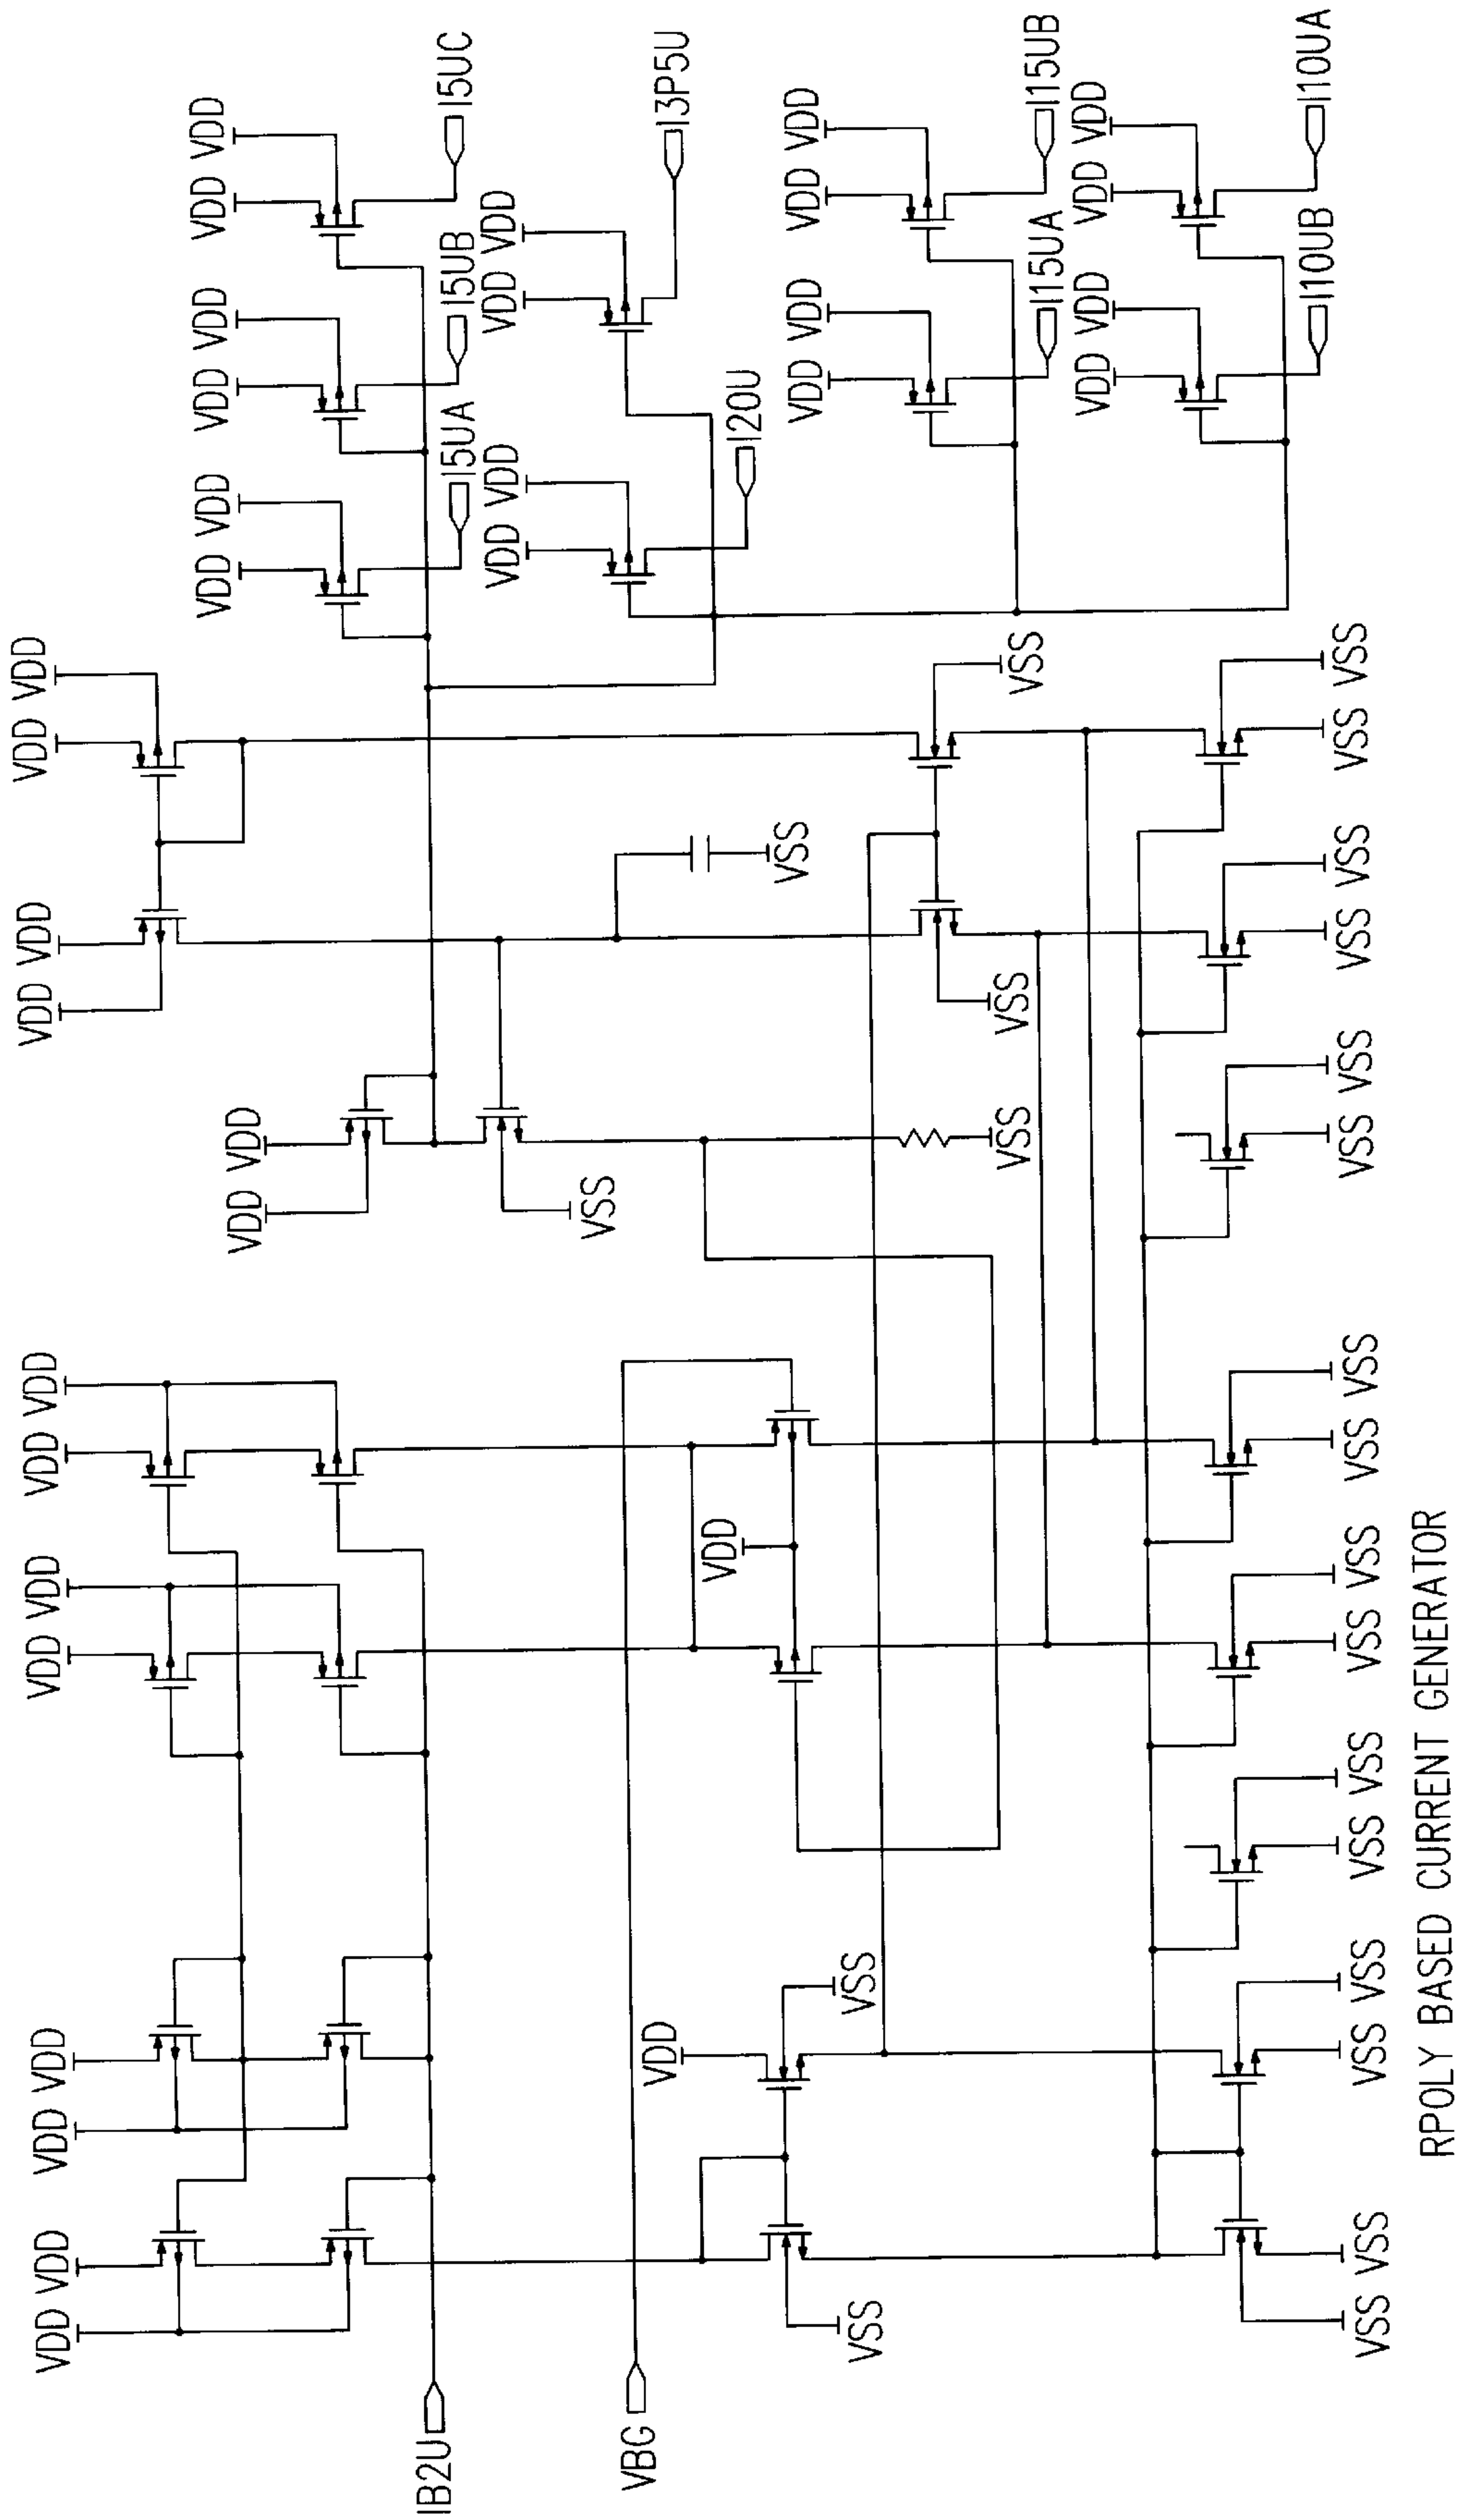 VDD VDD VDD VDD VDD VDD VDD VDD VDD VDD VDD VDD
VDD VDD VDD VDD VDD VDD VDD VDD
IB2U I5UA I5UB I5UC
VDD VDD VDD VDD
VSS
VBG VDD I3P5U
VDD I20U
VSS VDD VDD VDD VDD
VSS VSS
VSS VSS VSS I15UA I15UB
VDD VDD VDD VDD
I10UB I10UA
VSS VSS VSS VSS VSS VSS VSS VSS VSS VSS VSS VSS VSS VSS VSS VSS
RPOLY BASED CURRENT GENERATOR